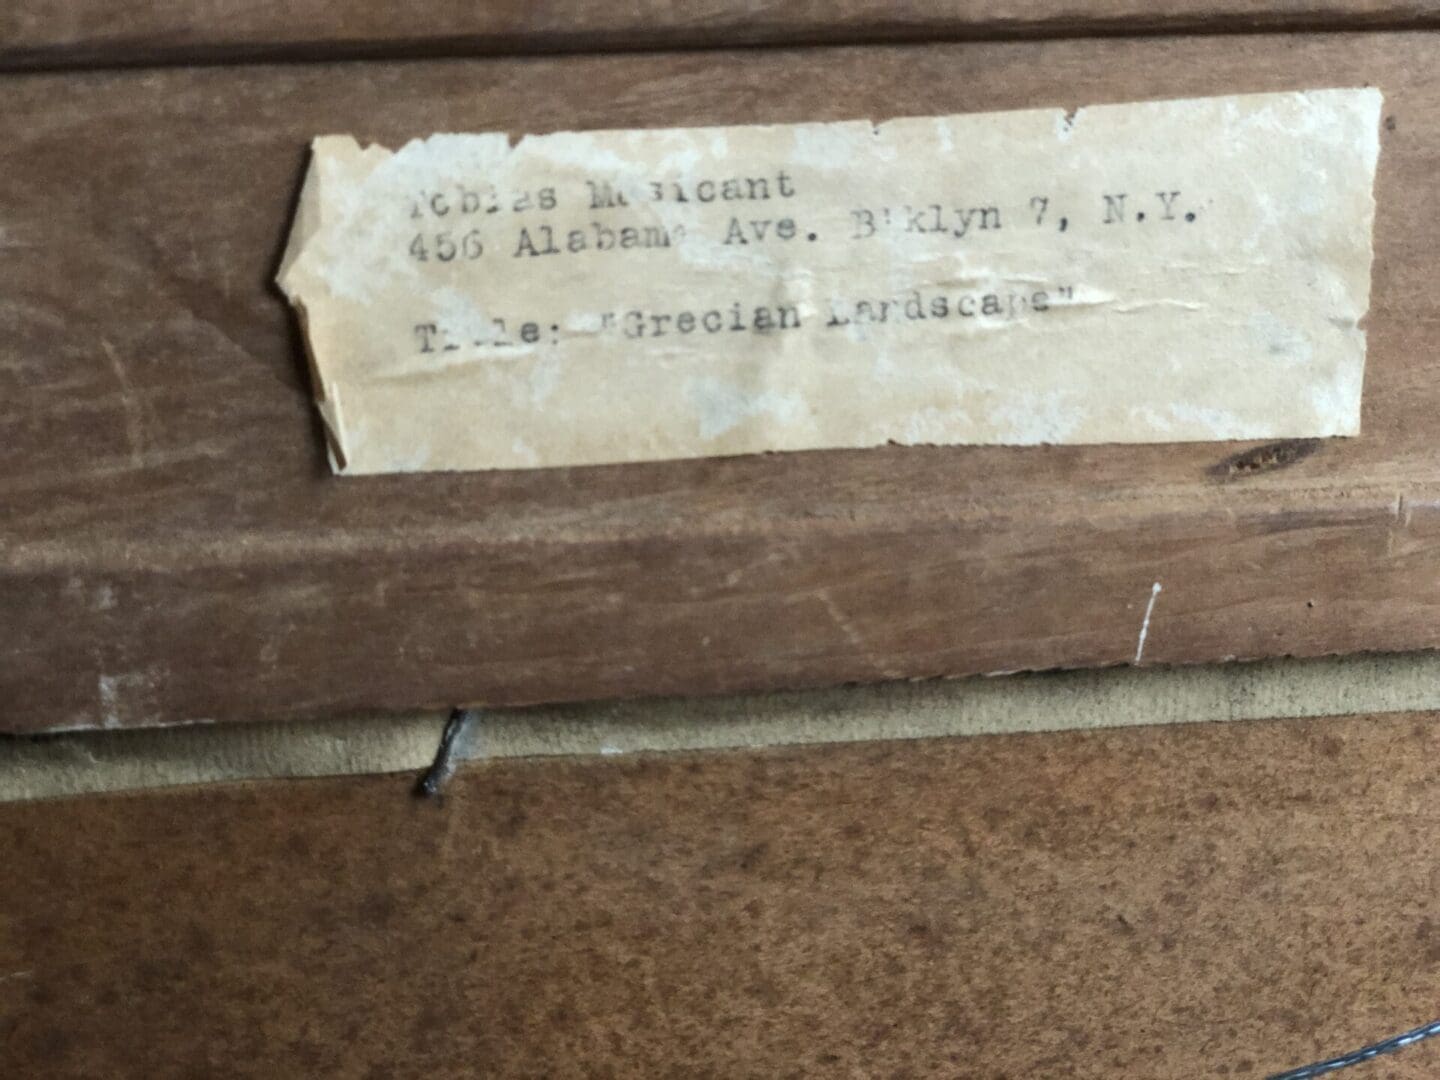 Tobias Musicant
456 Alabama Ave. B'klyn 7, N.Y.
Title: "Grecian Landscape"